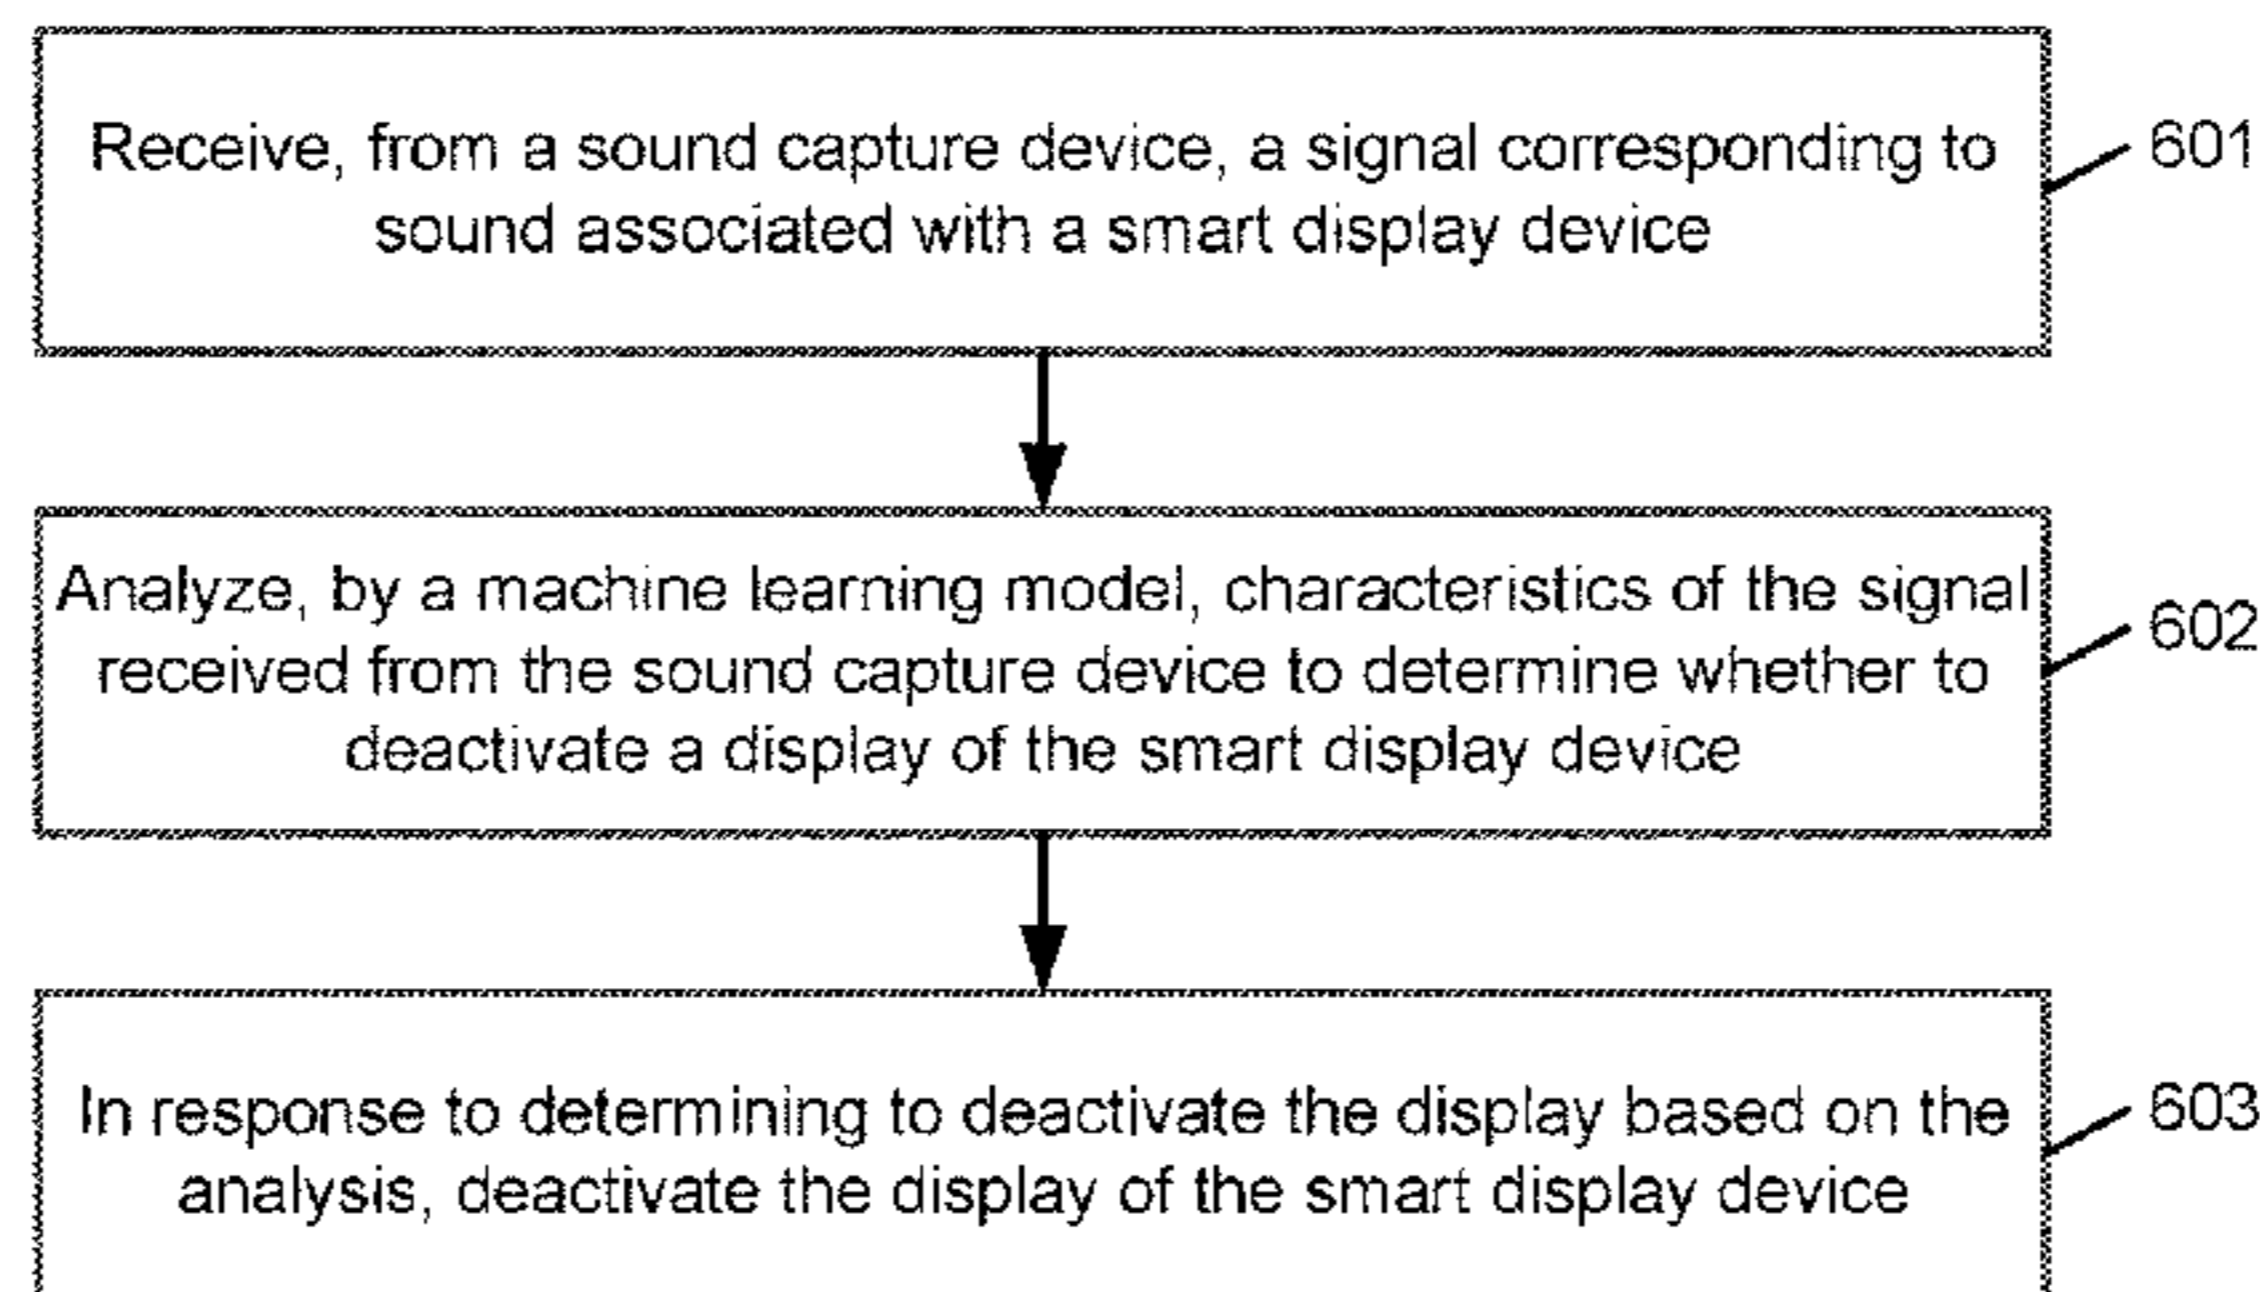 Receive, from a sound capture device, a signal corresponding to
sound associated with a smart display device
601
Analyze, by a machine learning model, characteristics of the signal
received from the sound capture device to determine whether to
deactivate a display of the smart display device
602
In response to determining to deactivate the display based on the
analysis, deactivate the display of the smart display device
603